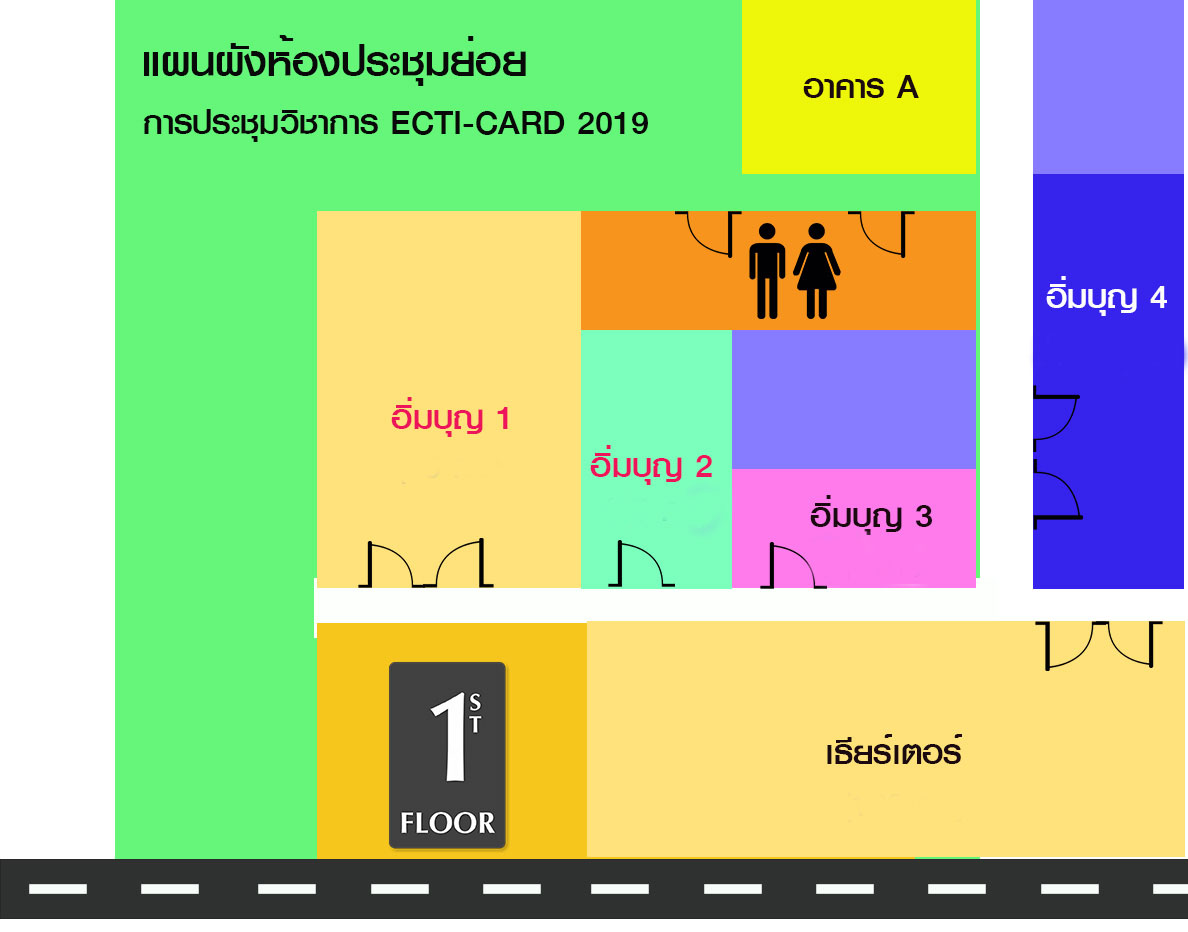 แผนผังห้องประชุมย่อย
การประชุมวิชาการ ECTI-CARD 2019
อาคาร A
อิ่มบุญ 4
อิ่มบุญ 1
อิ่มบุญ 2
อิ่มบุญ 3
เธียร์เตอร์
1ST
FLOOR